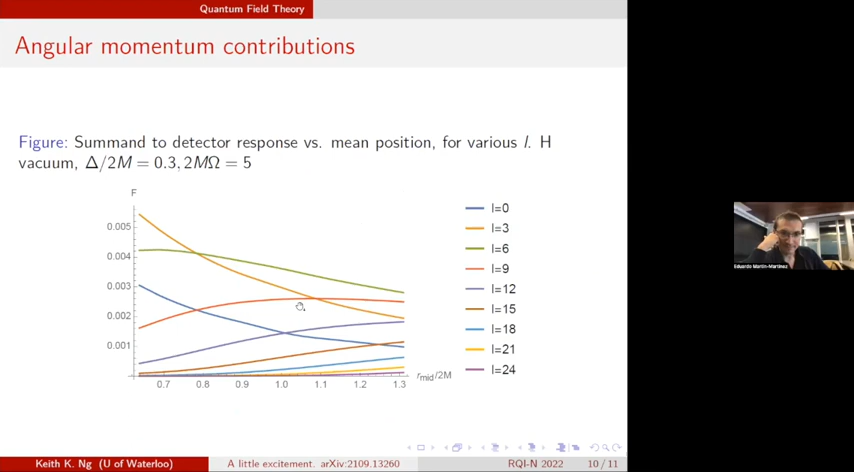 Quantum Field Theory
Angular momentum contributions
Figure: Summand to detector response vs. mean position, for various l. H
vacuum, Δ/2M = 0.3, 2MΩ = 5
F
0.005
0.004
0.003
0.002
0.001
0.7 0.8 0.9 1.0 1.1 1.2 1.3
r_mid/2M
l=0
l=3
l=6
l=9
l=12
l=15
l=18
l=21
l=24
Eduardo Martin-Martinez
Keith K. Ng (U of Waterloo) A little excitement. arXiv:2109.13260 RQI-N 2022 10 / 11